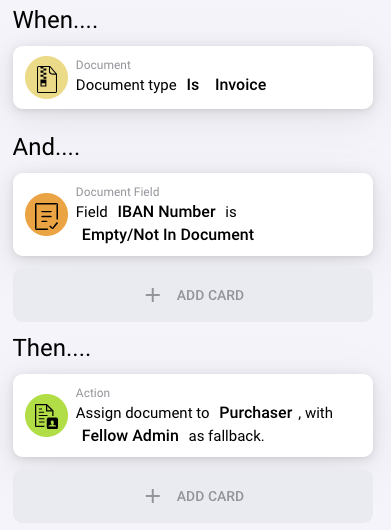 When....
Document
Document type Is Invoice
And....
Document Field
Field IBAN Number is
Empty/Not In Document
+ ADD CARD
Then....
Action
Assign document to Purchaser , with
Fellow Admin as fallback.
+ ADD CARD